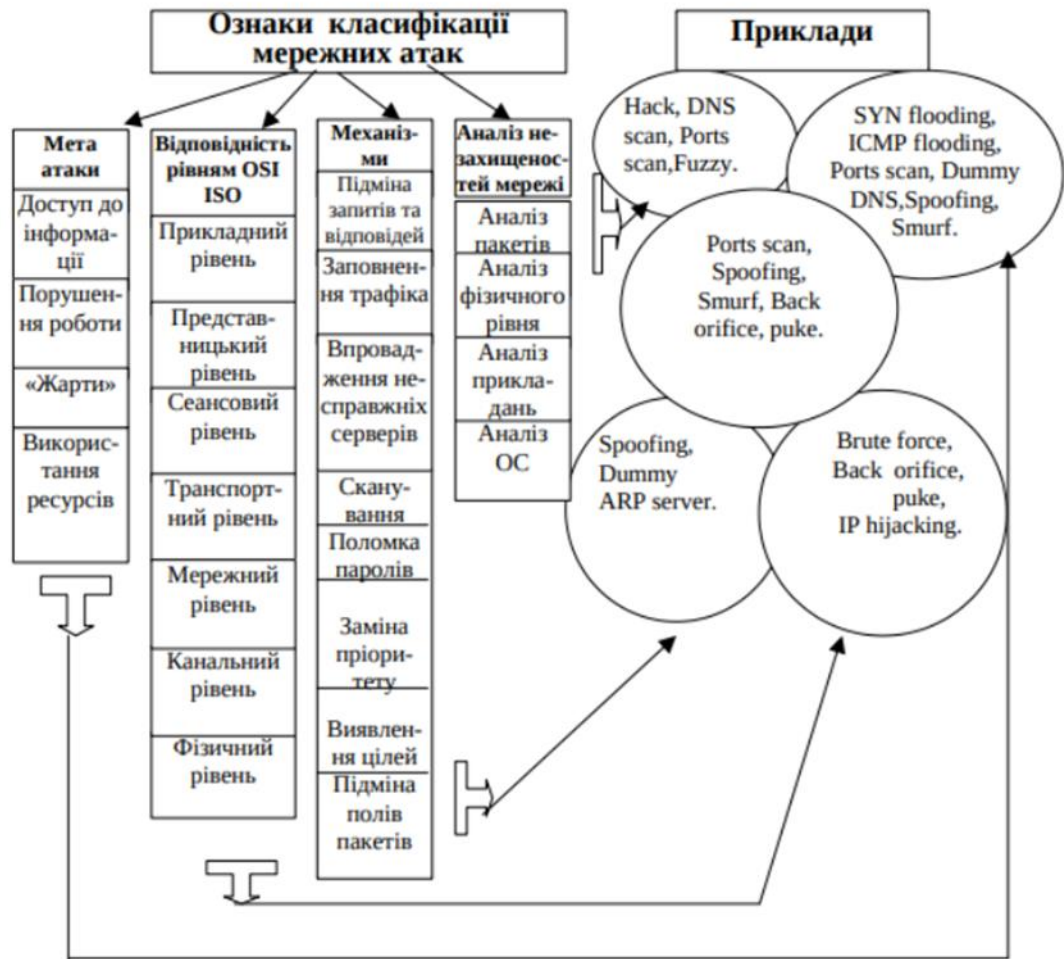 Ознаки класифікації
мережних атак
Приклади
Мета
атаки
Доступ до
інформа-
ції
Порушен-
ня роботи
«Жарти»
Викорис-
тання
ресурсів
Відповідність
рівням OSI
ISO
Прикладний
рівень
Представ-
ницький
рівень
Сеансовий
рівень
Транспорт-
ний рівень
Мережний
рівень
Канальний
рівень
Фізичний
рівень
Механіз-
ми
Підміна
запитів та
відповідей
Заповнен-
ня трафіка
Впровад-
ження не-
справжніх
серверів
Скану-
вання
Поломка
паролів
Заміна
пріори-
тету
Виявлен-
ня цілей
Підміна
полів
пакетів
Аналіз не-
захищенос-
тей мережі
Аналіз
пакетів
Аналіз
фізичного
рівня
Аналіз
прикла-
дань
Аналіз
ОС
Hack, DNS
scan, Ports
scan,Fuzzy.
SYN flooding,
ICMP flooding,
Ports scan, Dummy
DNS,Spoofing,
Smurf.
Ports scan,
Spoofing,
Smurf, Back
orifice, puke.
Spoofing,
Dummy
ARP server.
Brute force,
Back orifice,
puke,
IP hijacking.